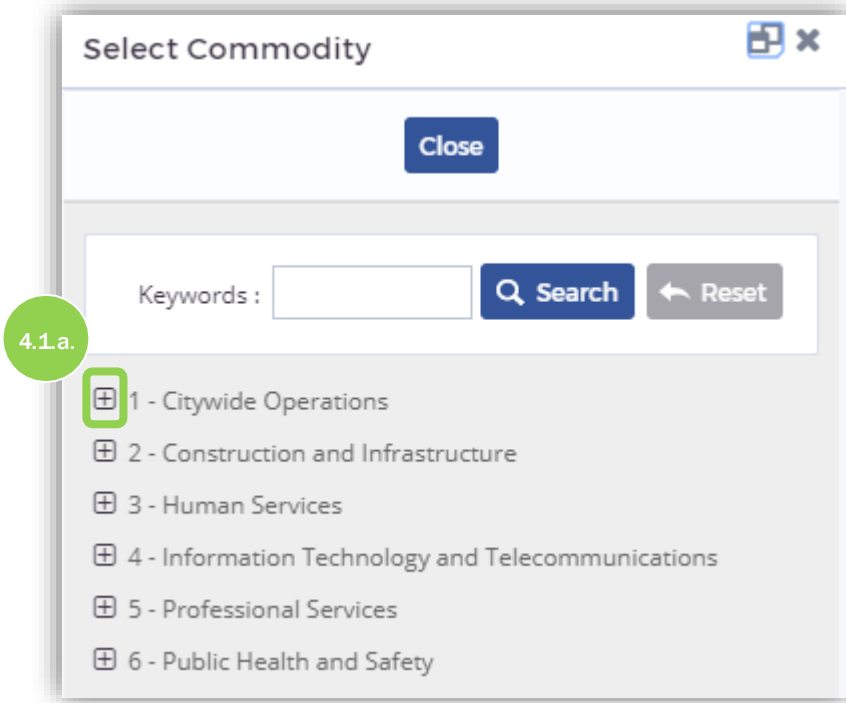 Select Commodity
Close
Keywords :
Search
Reset
4.1.a.
1 - Citywide Operations
2 - Construction and Infrastructure
3 - Human Services
4 - Information Technology and Telecommunications
5 - Professional Services
6 - Public Health and Safety